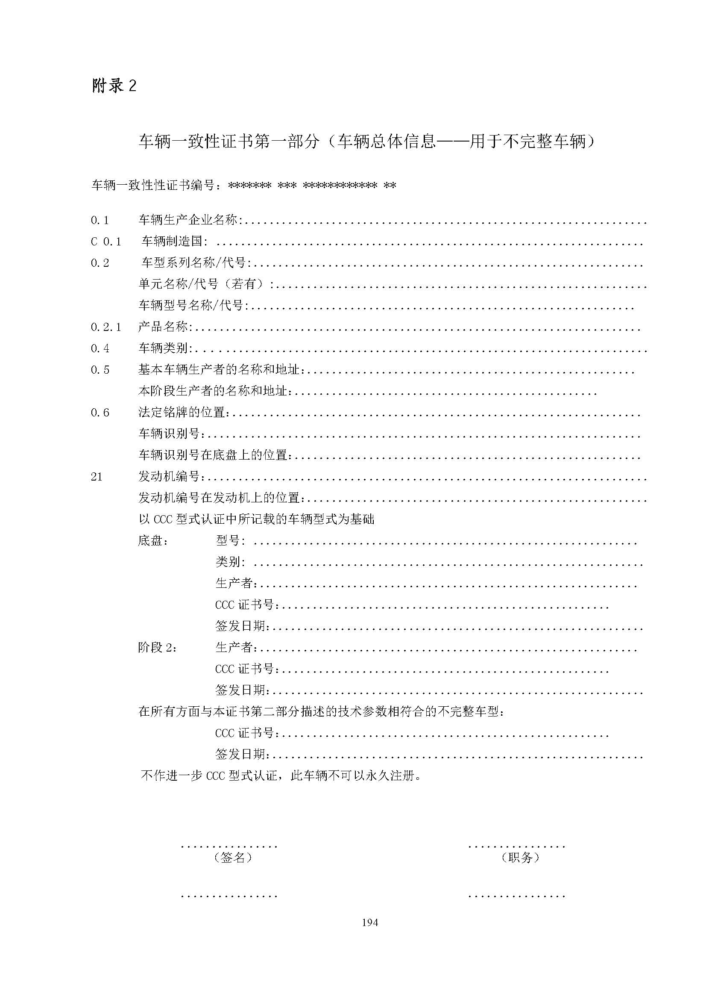 附录2
车辆一致性证书第一部分（车辆总体信息——用于不完整车辆）
车辆一致性性证书编号：******* *** ************ **
0.1 车辆生产企业名称:.................................................................
C 0.1 车辆制造国: .....................................................................
0.2 车型系列名称/代号:...............................................................
单元名称/代号（若有）:............................................................
车辆型号名称/代号:..............................................................
0.2.1 产品名称:........................................................................
0.4 车辆类别:.........................................................................
0.5 基本车辆生产者的名称和地址:.....................................................
本阶段生产者的名称和地址:.................................................
0.6 法定铭牌的位置:..................................................................
车辆识别号:......................................................................
车辆识别号在底盘上的位置:........................................................
21 发动机编号:.......................................................................
发动机编号在发动机上的位置:.......................................................
以 CCC 型式认证中所记载的车辆型式为基础
底盘： 型号: ..............................................................
类别: ...............................................................
生产者:.............................................................
CCC 证书号:.....................................................
签发日期:............................................................
阶段 2： 生产者:.............................................................
CCC 证书号:.....................................................
签发日期:............................................................
在所有方面与本证书第二部分描述的技术参数相符合的不完整车型：
CCC 证书号:.....................................................
签发日期:............................................................
不作进一步 CCC 型式认证，此车辆不可以永久注册。
................ ................
（签名） （职务）
................ ................
194